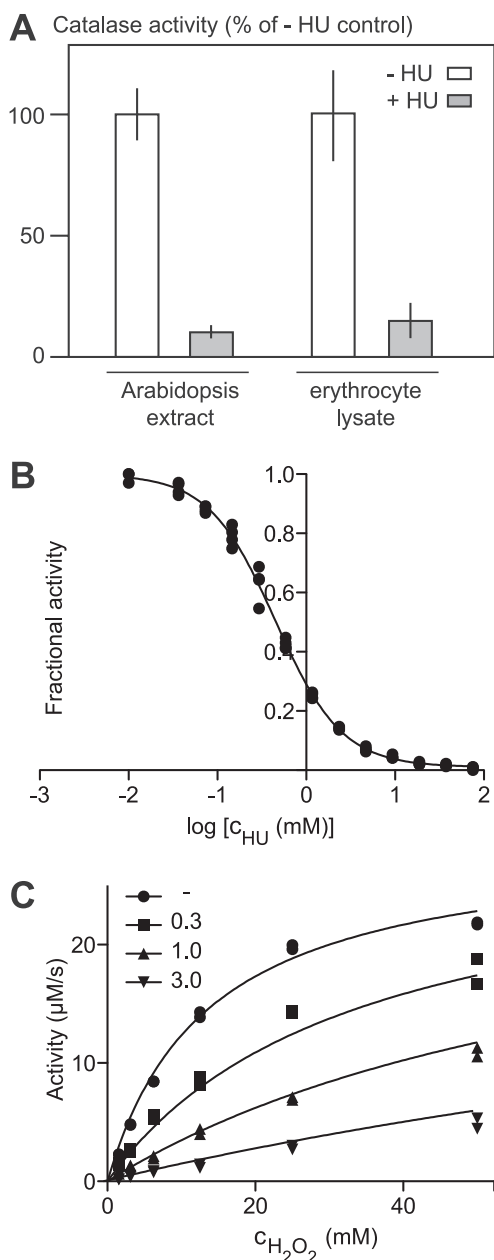 A Catalase activity (% of - HU control)
- HU
+ HU
100
50
0
Arabidopsis extract
erythrocyte lysate
B
Fractional activity
1.0
0.8
0.6
0.4
0.2
-3 -2 -1 0 1 2
log [cHU (mM)]
C
-
0.3
1.0
3.0
Activity (µM/s)
20
10
0
0 20 40
cH2O2 (mM)